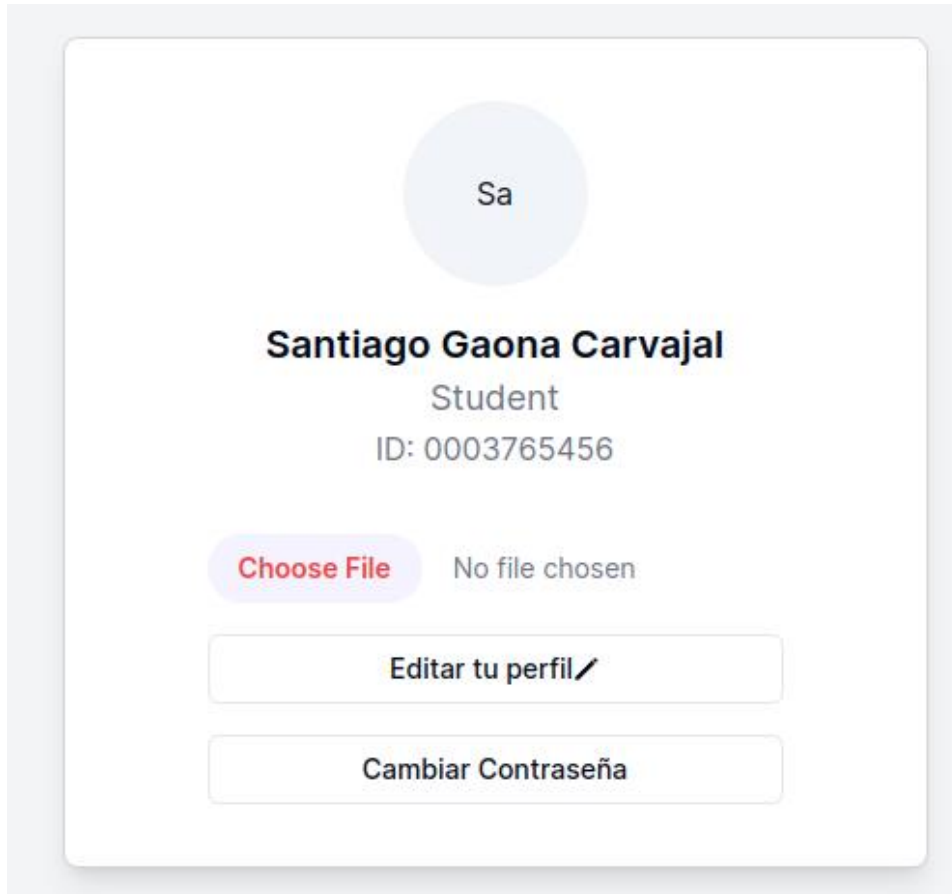 Sa
Santiago Gaona Carvajal
Student
ID: 0003765456
Choose File No file chosen
Editar tu perfil
Cambiar Contraseña